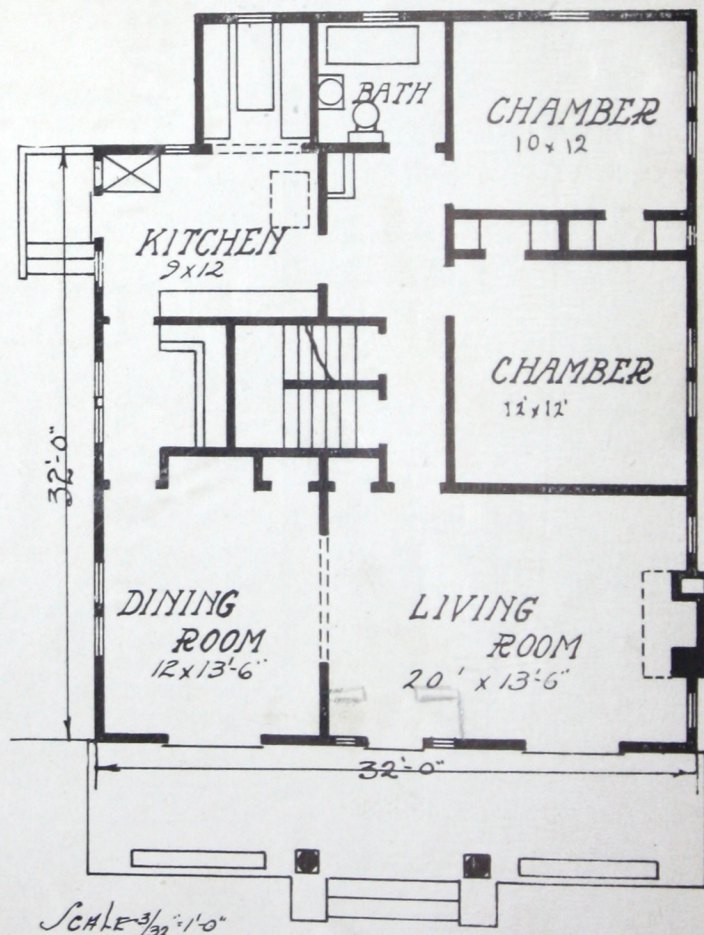 BATH
CHAMBER
10 x 12
KITCHEN
9 x 12
CHAMBER
12' x 12'
32'-0"
DINING
ROOM
12 x 13'-6"
LIVING
ROOM
20' x 13'-6"
32'-0"
SCALE 3/32" = 1'-0"